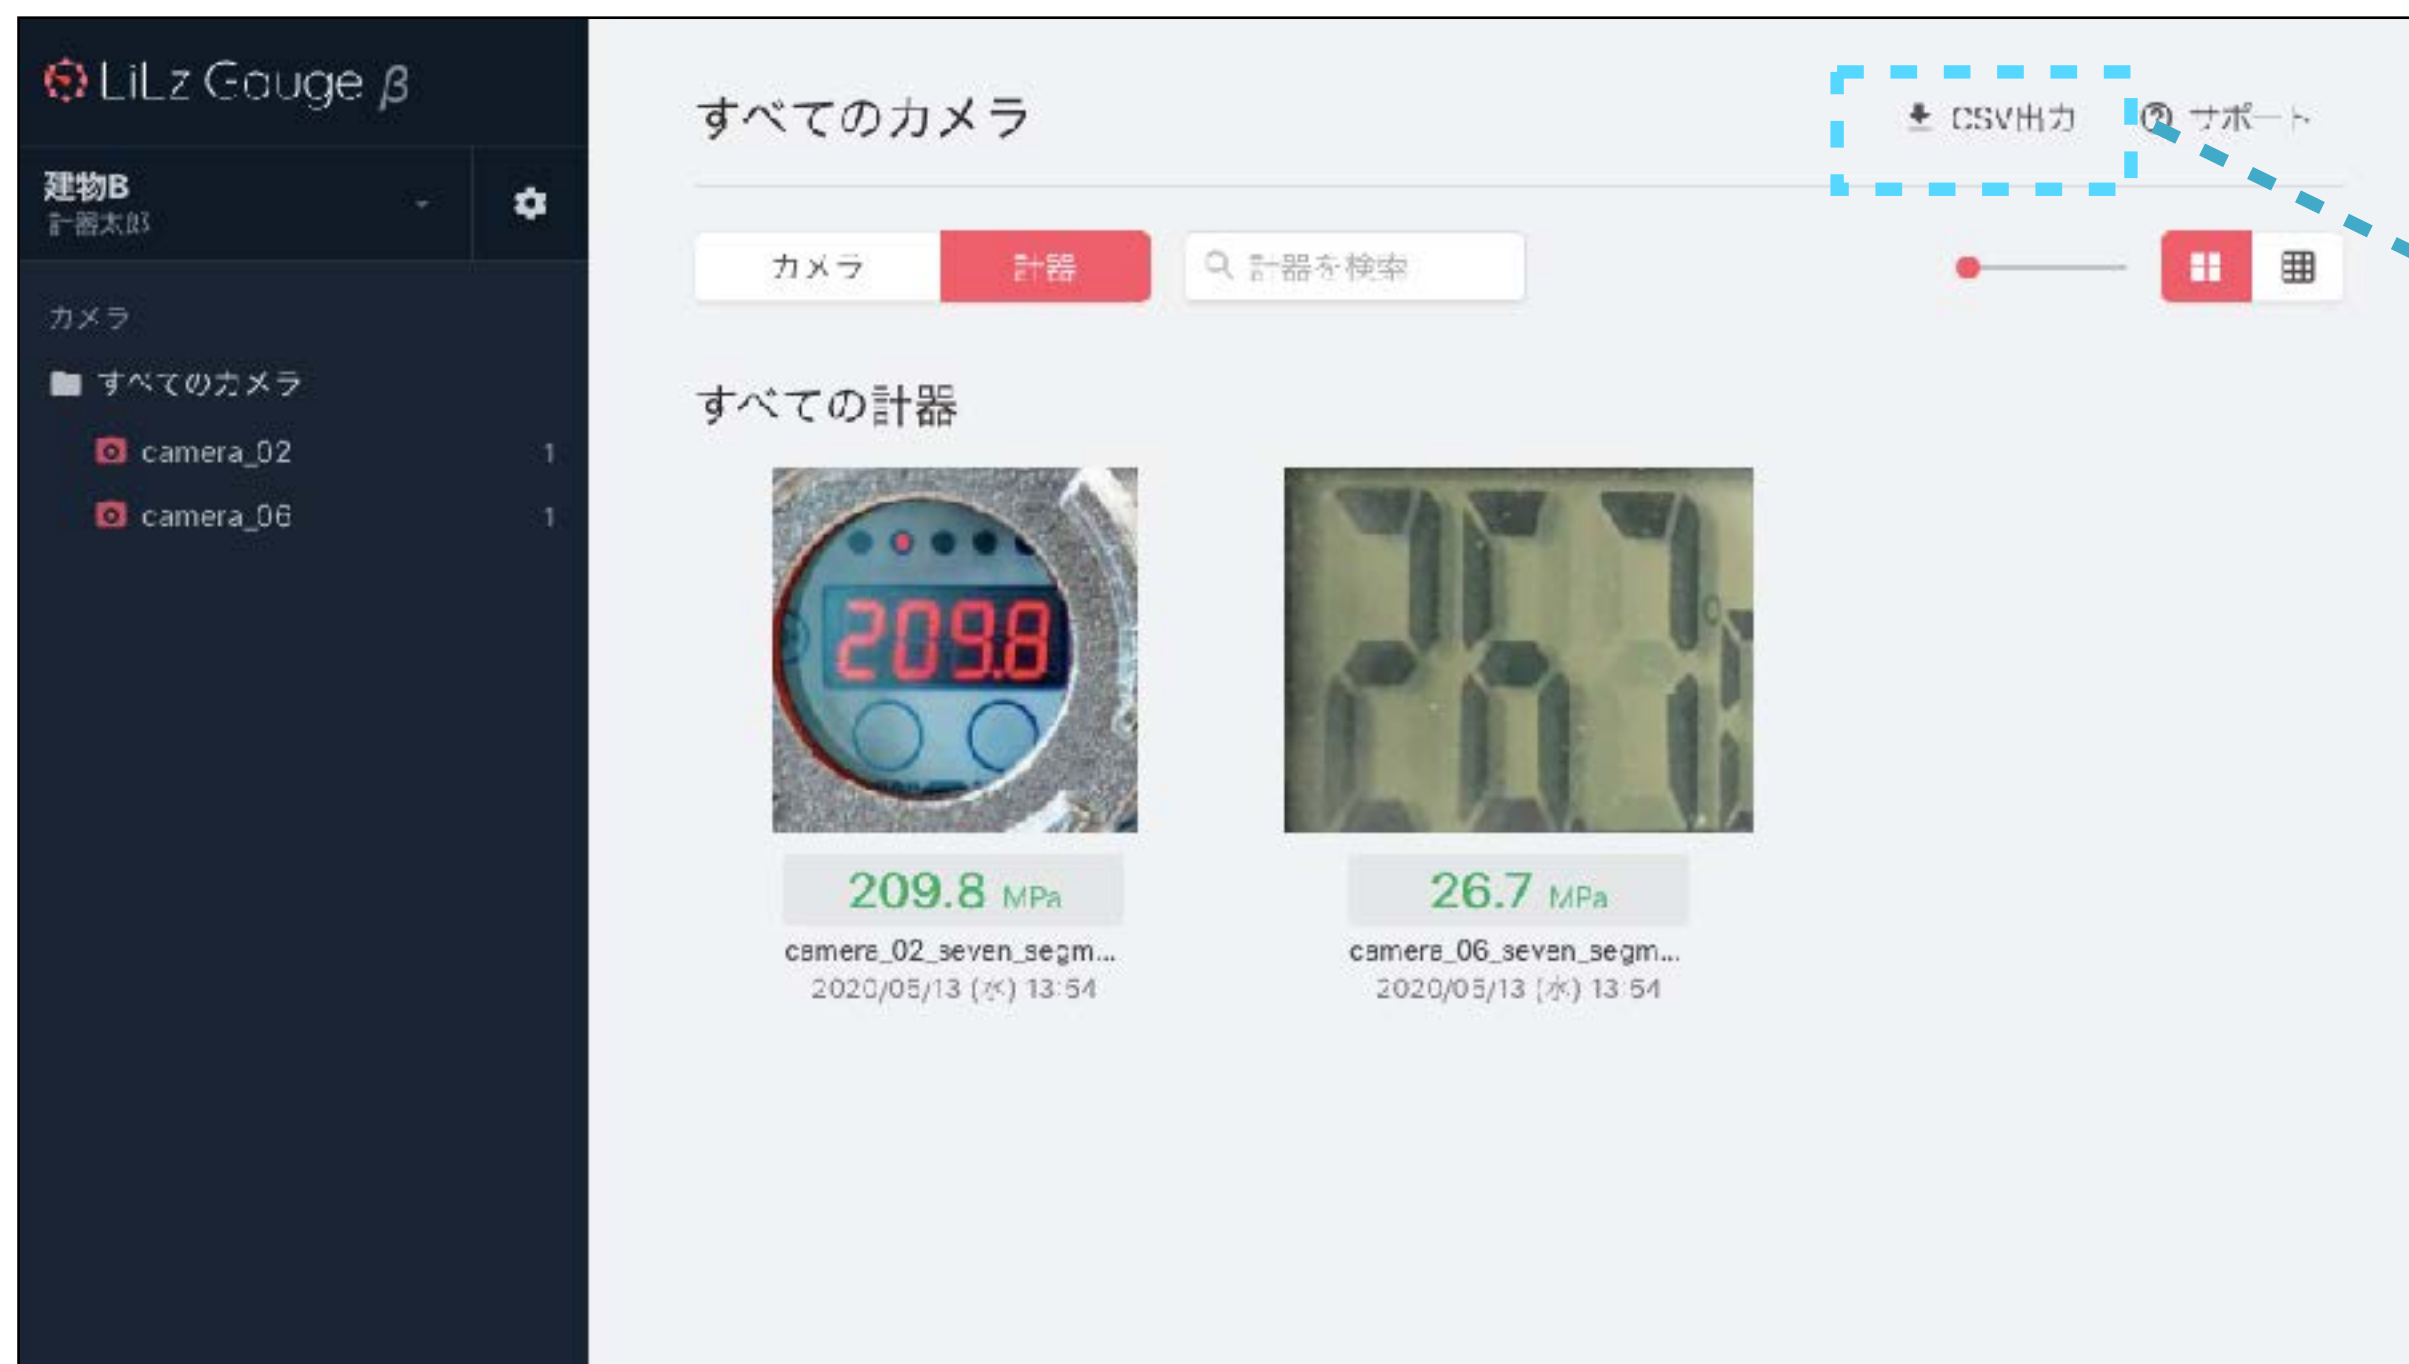 LiLz Gauge β
建物B
計器太郎
カメラ
すべてのカメラ
camera_02 1
camera_06 1
すべてのカメラ
CSV出力 サポート
カメラ 計器 計器を検索
すべての計器
209.8
267
209.8 MPa
camera_02_seven_segm...
2020/05/13 (水) 13:54
26.7 MPa
camera_06_seven_segm...
2020/05/13 (水) 13:54